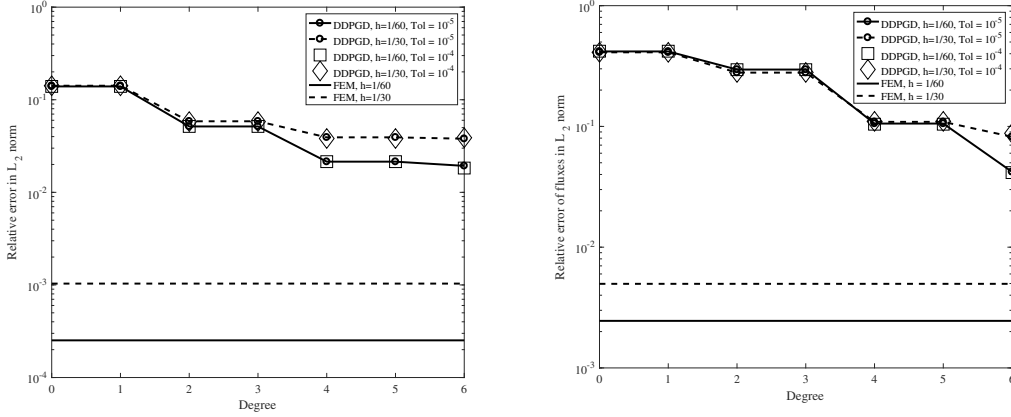 10^0
10^-1
10^-2
10^-3
10^-4
Relative error in L_2 norm
DDPGD, h=1/60, Tol = 10^-5
DDPGD, h=1/30, Tol = 10^-5
DDPGD, h=1/60, Tol = 10^-4
DDPGD, h=1/30, Tol = 10^-4
FEM, h=1/60
FEM, h=1/30
0 1 2 3 4 5 6
Degree
10^0
10^-1
10^-2
10^-3
Relative error of fluxes in L_2 norm
DDPGD, h=1/60, Tol = 10^-5
DDPGD, h=1/30, Tol = 10^-5
DDPGD, h=1/60, Tol = 10^-4
DDPGD, h=1/30, Tol = 10^-4
FEM, h = 1/60
FEM, h = 1/30
0 1 2 3 4 5 6
Degree